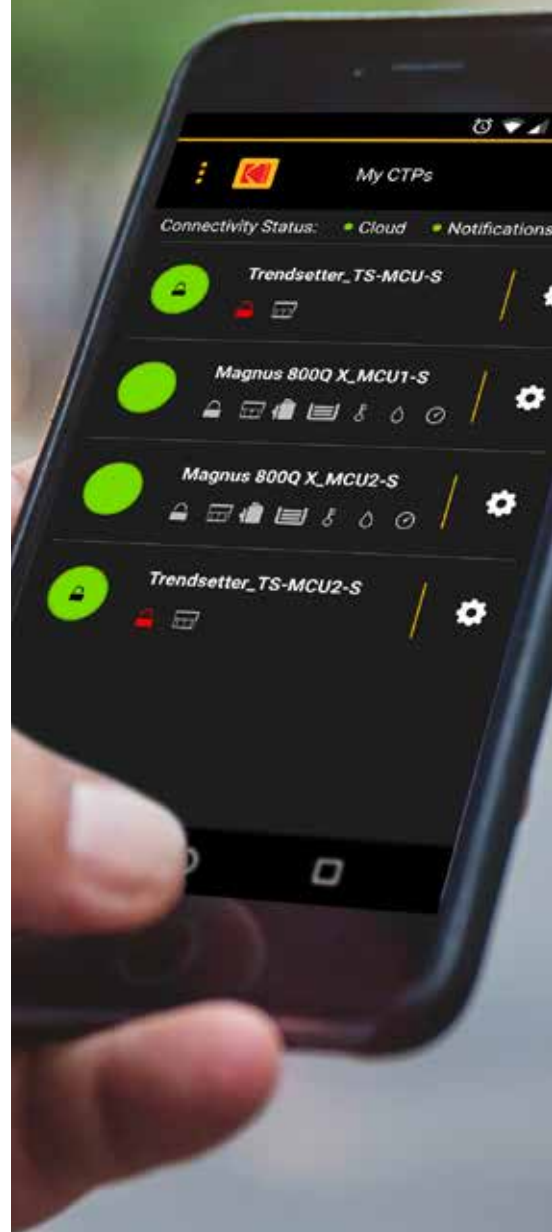 My CTPs
Connectivity Status: Cloud Notifications
Trendsetter_TS-MCU-S
Magnus 800Q X_MCU1-S
Magnus 800Q X_MCU2-S
Trendsetter_TS-MCU2-S